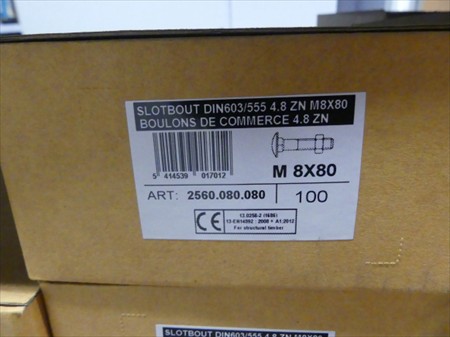 SLOTBOUT DIN603/555 4.8 ZN M8X80
BOULONS DE COMMERCE 4.8 ZN
5 414539 017012
M 8X80
ART: 2560.080.080
100
CE
For structural timber
SLOTBOUT DIN603/555 4.8 ZN M8X80